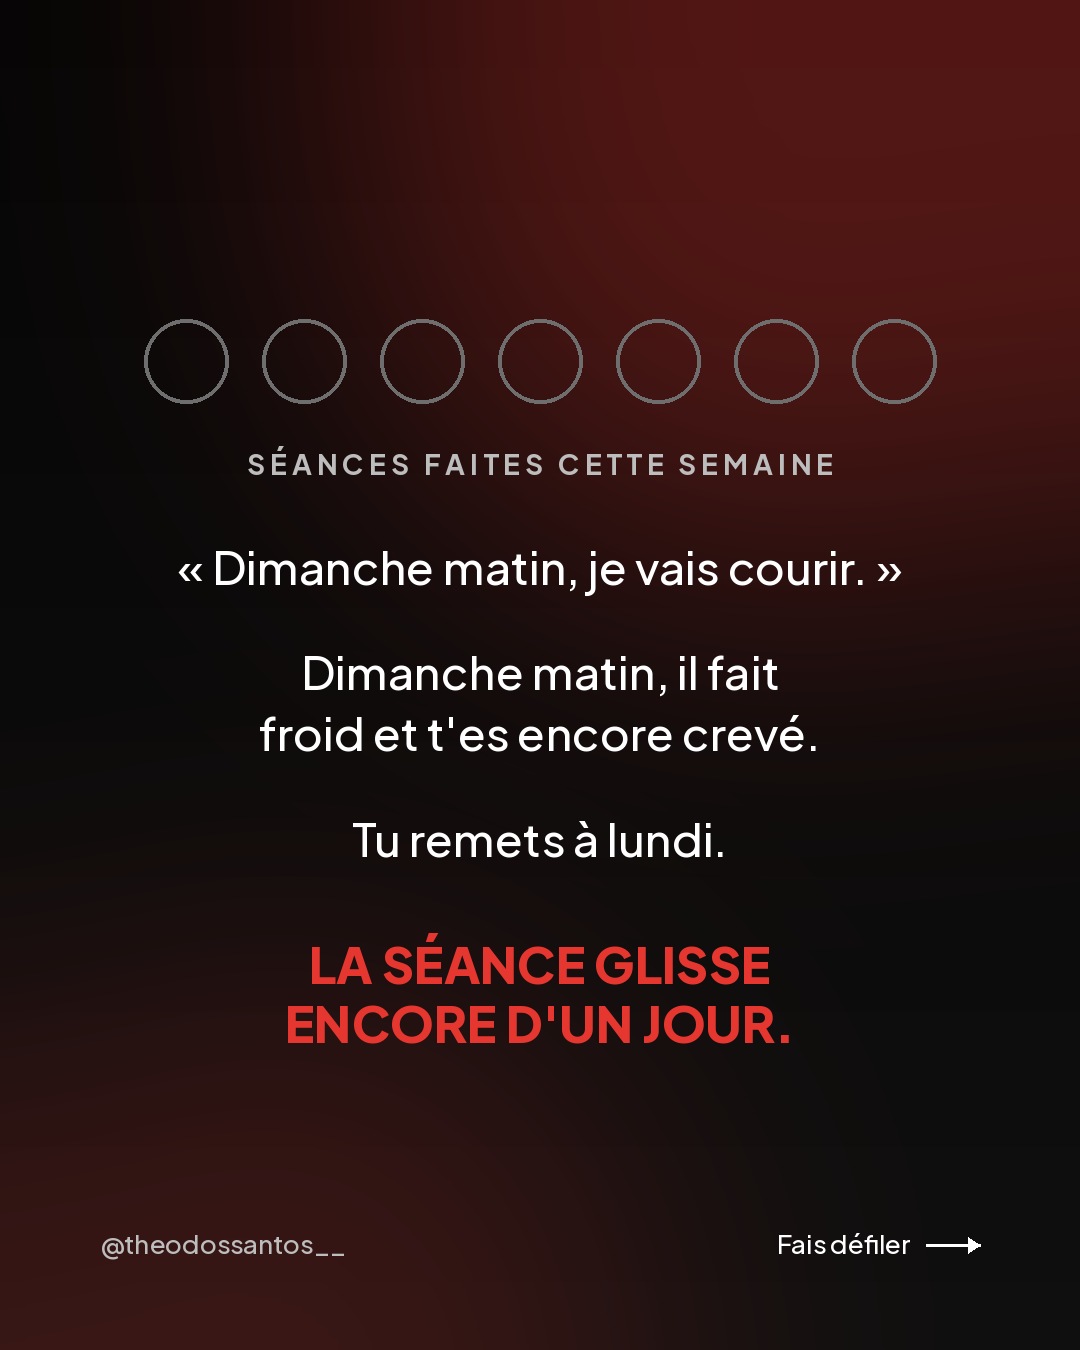 SÉANCES FAITES CETTE SEMAINE
« Dimanche matin, je vais courir. »
Dimanche matin, il fait
froid et t'es encore crevé.
Tu remets à lundi.
LA SÉANCE GLISSE
ENCORE D'UN JOUR.
@theodossantos__
Fais défiler